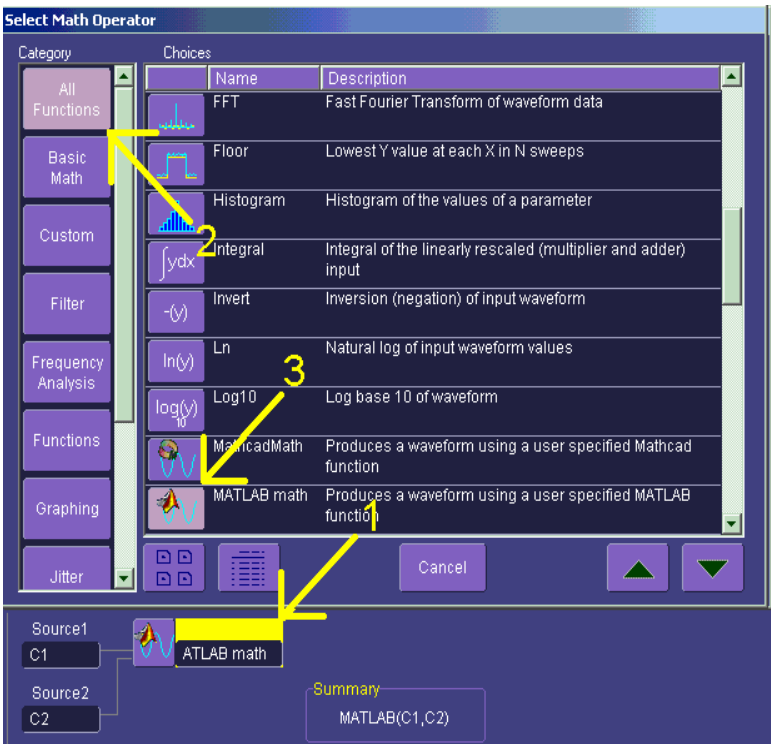 Select Math Operator
Category
Choices
All
Functions
Basic
Math
Custom
Filter
Frequency
Analysis
Functions
Graphing
Jitter
Name Description
FFT Fast Fourier Transform of waveform data
Floor Lowest Y value at each X in N sweeps
Histogram Histogram of the values of a parameter
∫ydx Integral Integral of the linearly rescaled (multiplier and adder)
input
-(y) Invert Inversion (negation) of input waveform
ln(y) Ln Natural log of input waveform values
log(y)
10
Log10 Log base 10 of waveform
MathcadMath Produces a waveform using a user specified Mathcad
function
MATLAB math Produces a waveform using a user specified MATLAB
function
2
3
1
Cancel
Source1
C1
ATLAB math
Source2
C2
Summary
MATLAB(C1,C2)